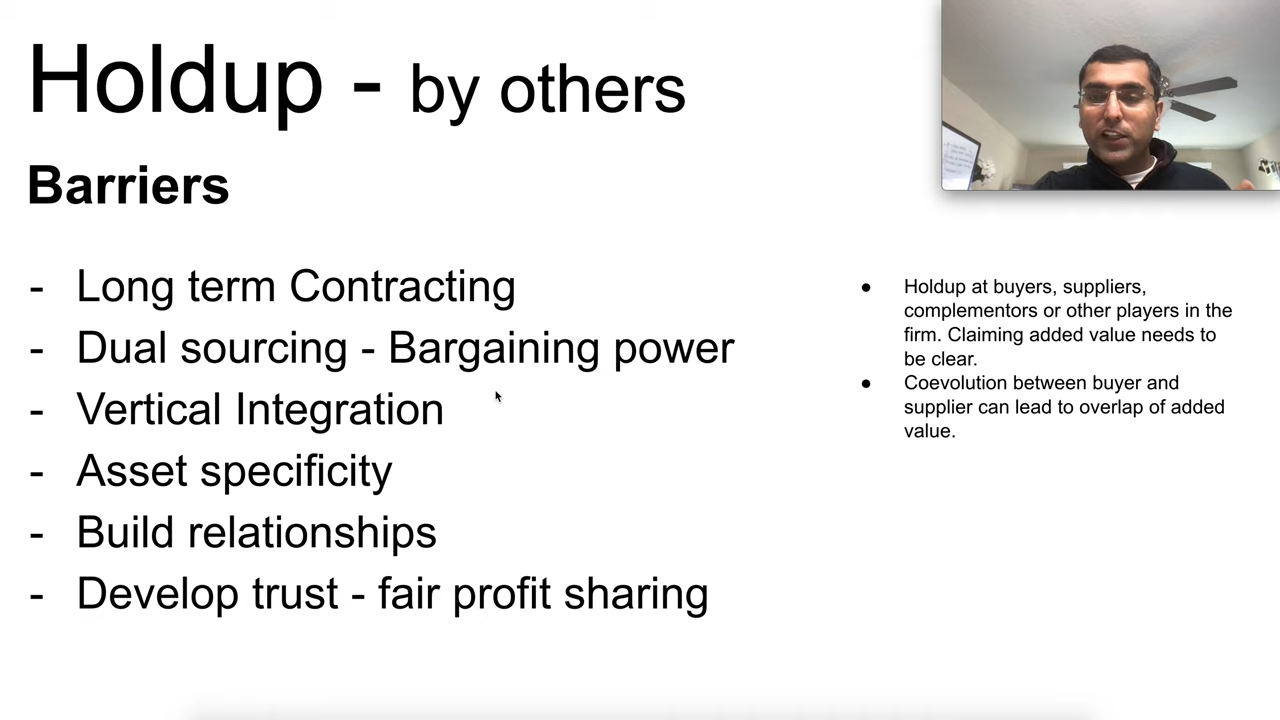 Holdup - by others
Barriers
- Long term Contracting
- Dual sourcing - Bargaining power
- Vertical Integration
- Asset specificity
- Build relationships
- Develop trust - fair profit sharing
● Holdup at buyers, suppliers,
complementors or other players in the
firm. Claiming added value needs to
be clear.
● Coevolution between buyer and
supplier can lead to overlap of added
value.